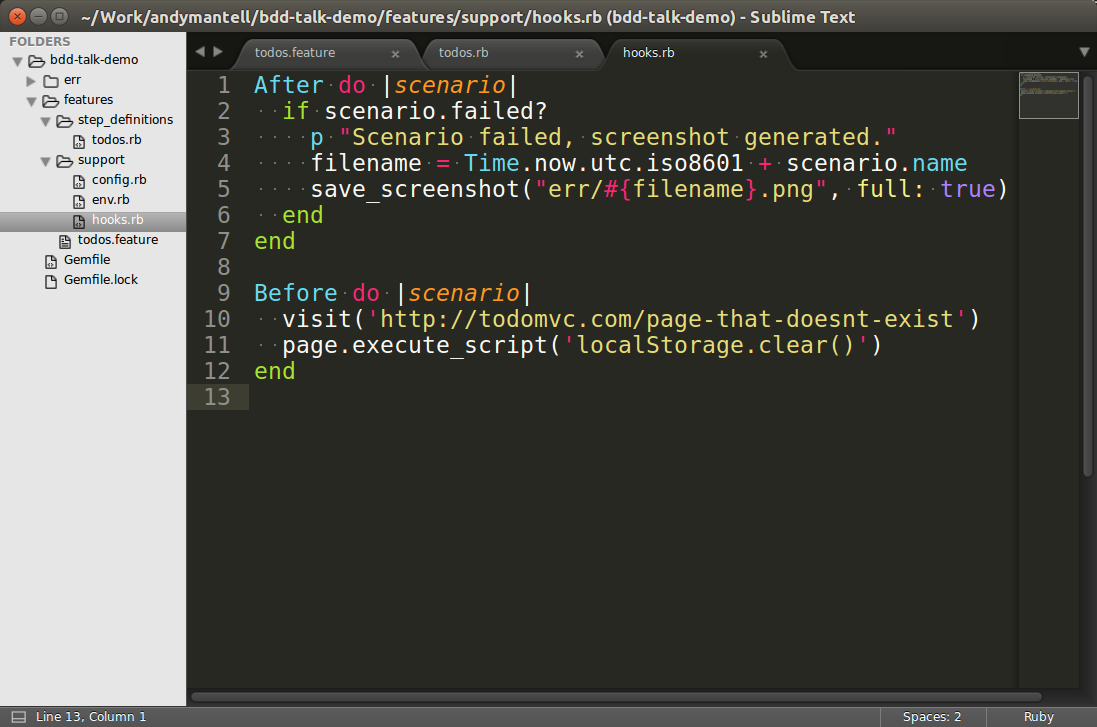 ~/Work/andymantell/bdd-talk-demo/features/support/hooks.rb (bdd-talk-demo) - Sublime Text
FOLDERS
bdd-talk-demo
err
features
step_definitions
todos.rb
support
config.rb
env.rb
hooks.rb
todos.feature
Gemfile
Gemfile.lock
todos.feature
todos.rb
hooks.rb
1 After do |scenario|
2   if scenario.failed?
3     p "Scenario failed, screenshot generated."
4     filename = Time.now.utc.iso8601 + scenario.name
5     save_screenshot("err/#{filename}.png", full: true)
6   end
7 end
8
9 Before do |scenario|
10   visit('http://todomvc.com/page-that-doesnt-exist')
11   page.execute_script('localStorage.clear()')
12 end
13
Line 13, Column 1
Spaces: 2
Ruby